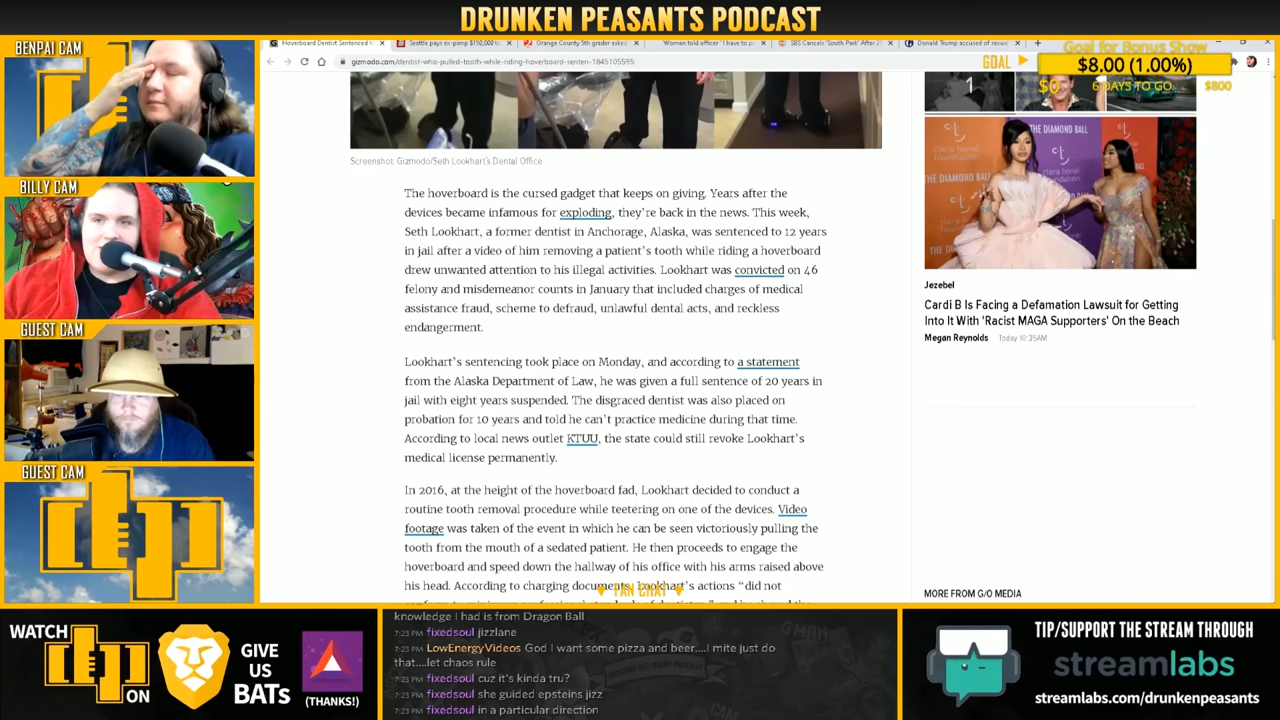 DRUNKEN PEASANTS PODCAST
BENPAI CAM
BILLY CAM
GUEST CAM
GUEST CAM
Hoverboard Dentist Sentenced t
Seattle pays ex-pimp $150,000 t
Orange County 5th grader asked
Woman told officer 'I have to p
SBS Cancels 'South Park' After 2
Donald Trump accused of sexu
gizmodo.com/dentist-who-pulled-tooth-while-riding-hoverboard-senten-1845105595
Goal for Bonus Show
GOAL
$8.00 (1.00%)
$0
6 DAYS TO GO
$800
Screenshot: Gizmodo/Seth Lookhart's Dental Office
The hoverboard is the cursed gadget that keeps on giving. Years after the
devices became infamous for exploding, they're back in the news. This week,
Seth Lookhart, a former dentist in Anchorage, Alaska, was sentenced to 12 years
in jail after a video of him removing a patient's tooth while riding a hoverboard
drew unwanted attention to his illegal activities. Lookhart was convicted on 46
felony and misdemeanor counts in January that included charges of medical
assistance fraud, scheme to defraud, unlawful dental acts, and reckless
endangerment.
Lookhart's sentencing took place on Monday, and according to a statement
from the Alaska Department of Law, he was given a full sentence of 20 years in
jail with eight years suspended. The disgraced dentist was also placed on
probation for 10 years and told he can't practice medicine during that time.
According to local news outlet KTUU, the state could still revoke Lookhart's
medical license permanently.
In 2016, at the height of the hoverboard fad, Lookhart decided to conduct a
routine tooth removal procedure while teetering on one of the devices. Video
footage was taken of the event in which he can be seen victoriously pulling the
tooth from the mouth of a sedated patient. He then proceeds to engage the
hoverboard and speed down the hallway of his office with his arms raised above
his head. According to charging documents, Lookhart's actions "did not
FAN CHAT
THE DIAMOND BALL
clara lionel
foundation
THE DIAMOND BALL
Jezebel
Cardi B Is Facing a Defamation Lawsuit for Getting
Into It With 'Racist MAGA Supporters' On the Beach
Megan Reynolds Today 10:35AM
MORE FROM G/O MEDIA
WATCH
ON
GIVE
US
BATs
(THANKS!)
knowledge I had is from Dragon Ball
7:23 PM fixedsoul jizzlane
7:23 PM LowEnergyVideos God I want some pizza and beer....I mite just do
that....let chaos rule
7:23 PM fixedsoul cuz it's kinda tru?
7:23 PM fixedsoul she guided epsteins jizz
7:23 PM fixedsoul in a particular direction
TIP/SUPPORT THE STREAM THROUGH
streamlabs
streamlabs.com/drunkenpeasants